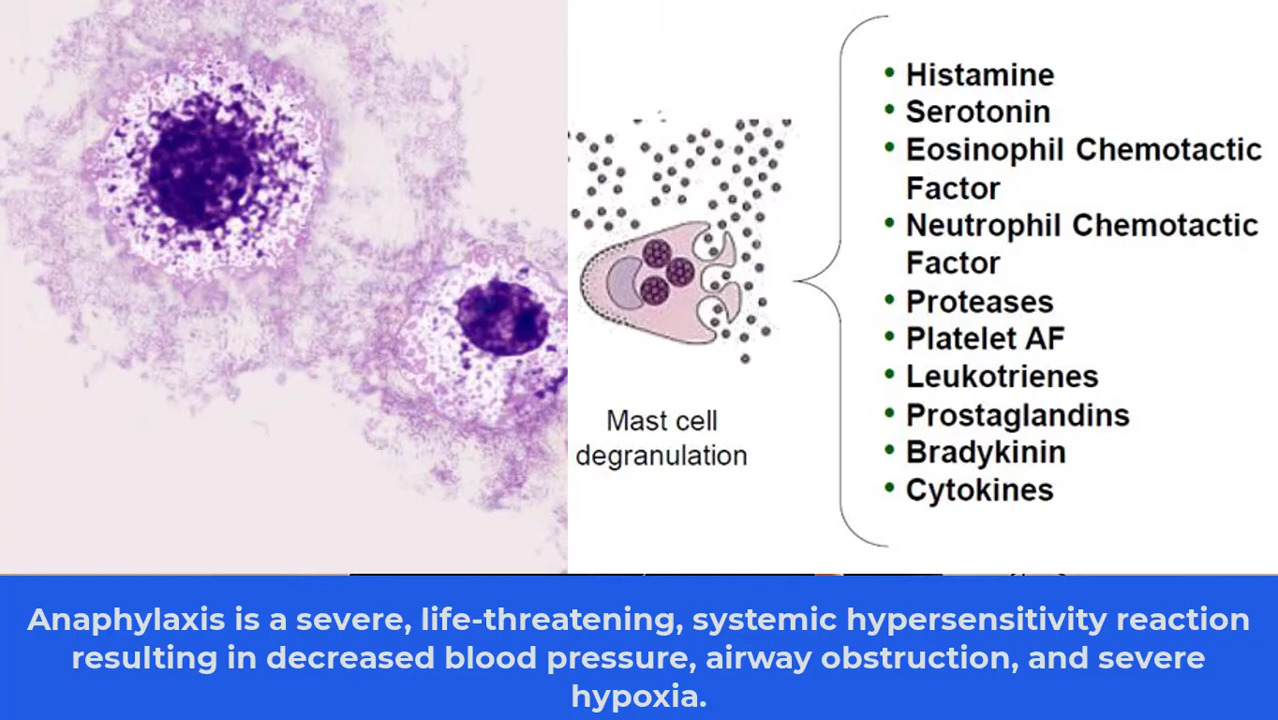 Histamine
Serotonin
Eosinophil Chemotactic
Factor
Neutrophil Chemotactic
Factor
Proteases
Platelet AF
Leukotrienes
Prostaglandins
Bradykinin
Cytokines
Mast cell
degranulation
Anaphylaxis is a severe, life-threatening, systemic hypersensitivity reaction
resulting in decreased blood pressure, airway obstruction, and severe
hypoxia.